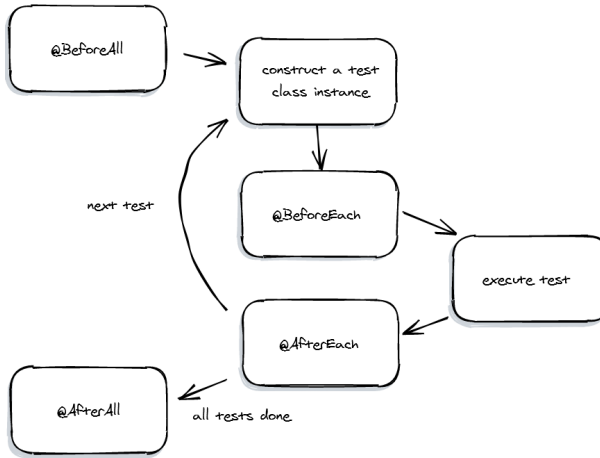 @BeforeAll
construct a test
class instance
next test
@BeforeEach
execute test
@AfterEach
@AfterAll
all tests done